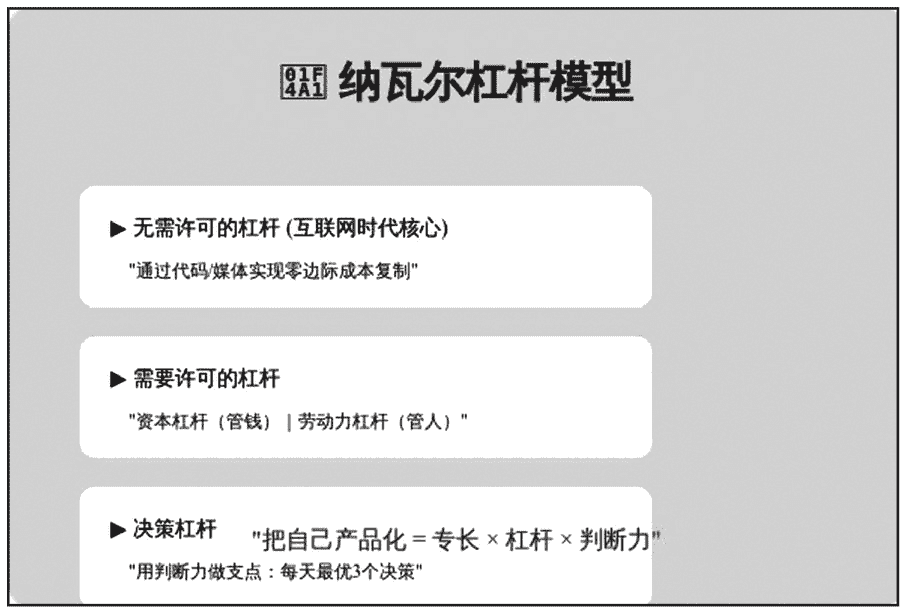 纳瓦尔杠杆模型
▶ 无需许可的杠杆 (互联网时代核心)
"通过代码/媒体实现零边际成本复制"
▶ 需要许可的杠杆
"资本杠杆（管钱）｜劳动力杠杆（管人）"
▶ 决策杠杆
"把自己产品化 = 专长 × 杠杆 × 判断力"
"用判断力做支点：每天最优3个决策"